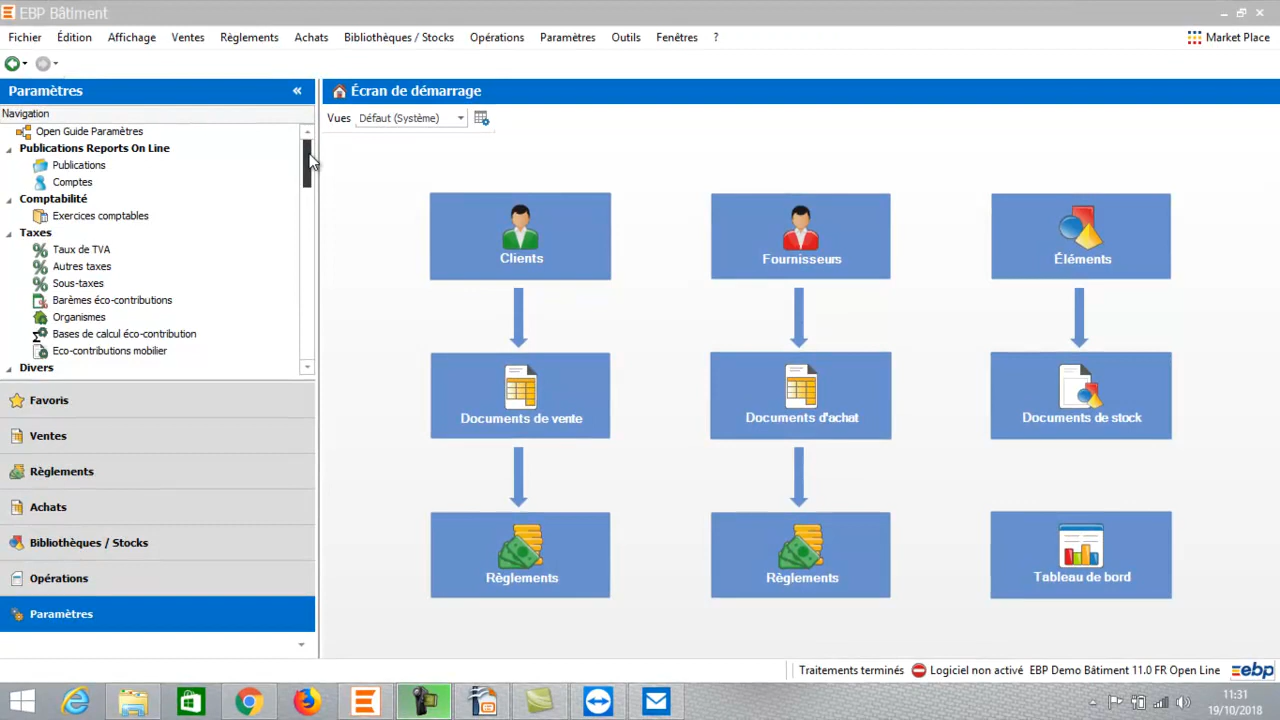 EBP Bâtiment
Fichier Édition Affichage Ventes Règlements Achats Bibliothèques / Stocks Opérations Paramètres Outils Fenêtres ? Market Place
Paramètres
Écran de démarrage
Navigation
Vues Défaut (Système)
Open Guide Paramètres
Publications Reports On Line
Publications
Comptes
Comptabilité
Exercices comptables
Taxes
Taux de TVA
Autres taxes
Sous-taxes
Barèmes éco-contributions
Organismes
Bases de calcul éco-contribution
Eco-contributions mobilier
Divers
Favoris
Ventes
Règlements
Achats
Bibliothèques / Stocks
Opérations
Paramètres
Clients
Fournisseurs
Éléments
Documents de vente
Documents d'achat
Documents de stock
Règlements
Règlements
Tableau de bord
Traitements terminés Logiciel non activé EBP Demo Bâtiment 11.0 FR Open Line ebp
11:31
19/10/2018